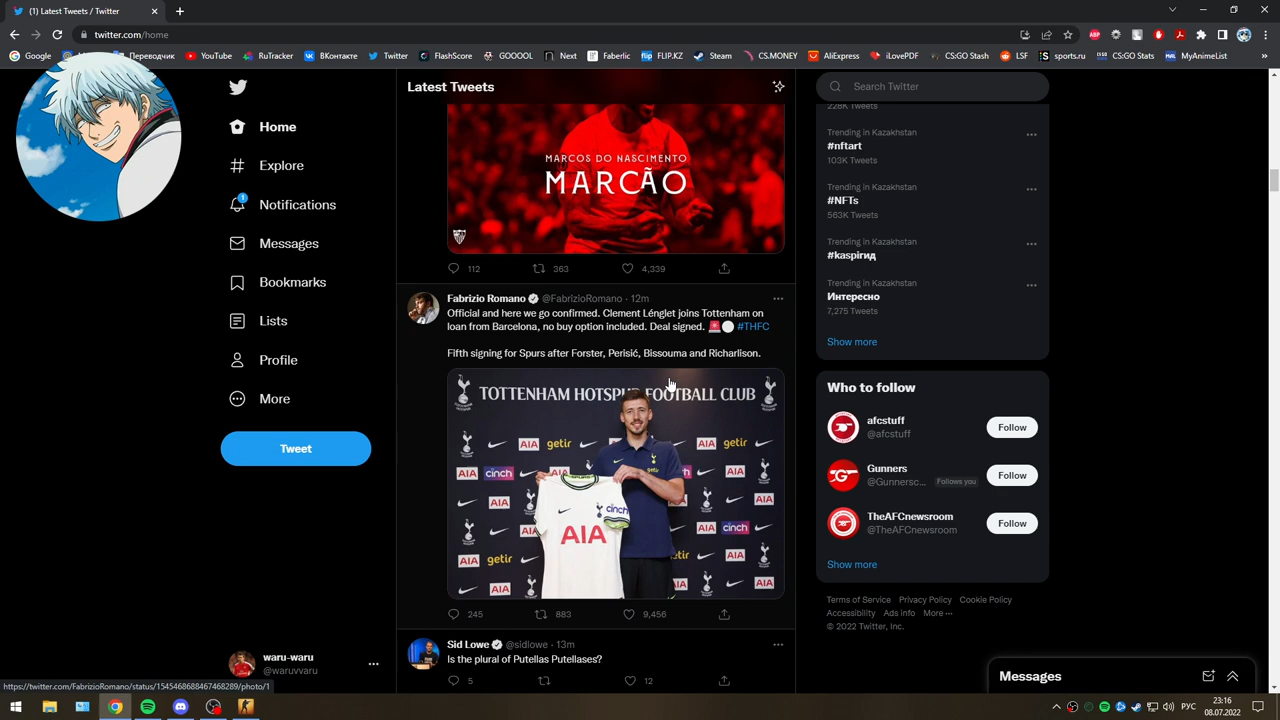 (1) Latest Tweets / Twitter
twitter.com/home
Google
Переводчик
YouTube
RuTracker
ВКонтакте
Twitter
FlashScore
GOOOOL
Next
Faberlic
FLIP.KZ
Steam
CS.MONEY
AliExpress
iLovePDF
CS:GO Stash
LSF
sports.ru
CS:GO Stats
MyAnimeList
Home
Explore
Notifications
1
Messages
Bookmarks
Lists
Profile
More
Tweet
waru-waru
@waruvvaru
Latest Tweets
MARCOS DO NASCIMENTO
MARCÃO
112 363 4,339
Fabrizio Romano @FabrizioRomano · 12m
Official and here we go confirmed. Clement Lénglet joins Tottenham on
loan from Barcelona, no buy option included. Deal signed. #THFC
Fifth signing for Spurs after Forster, Perisić, Bissouma and Richarlison.
TOTTENHAM HOTSPUR FOOTBALL CLUB
AIA getir AIA getir
AIA cinch AIA
AIA cinch AIA
getir AIA AIA cinch
AIA getir AIA
getir AIA AIA
245 883 9,456
Sid Lowe @sidlowe · 13m
Is the plural of Putellas Putellases?
5 12
Search Twitter
228K Tweets
Trending in Kazakhstan
#nftart
103K Tweets
Trending in Kazakhstan
#NFTs
563K Tweets
Trending in Kazakhstan
#kaspiгид
Trending in Kazakhstan
Интересно
7,275 Tweets
Show more
Who to follow
afcstuff
@afcstuff
Follow
Gunners
@Gunnersc... Follows you
Follow
TheAFCnewsroom
@TheAFCnewsroom
Follow
Show more
Terms of Service Privacy Policy Cookie Policy
Accessibility Ads info More ···
© 2022 Twitter, Inc.
Messages
https://twitter.com/FabrizioRomano/status/1545468688467468289/photo/1
РУС
23:16
08.07.2022